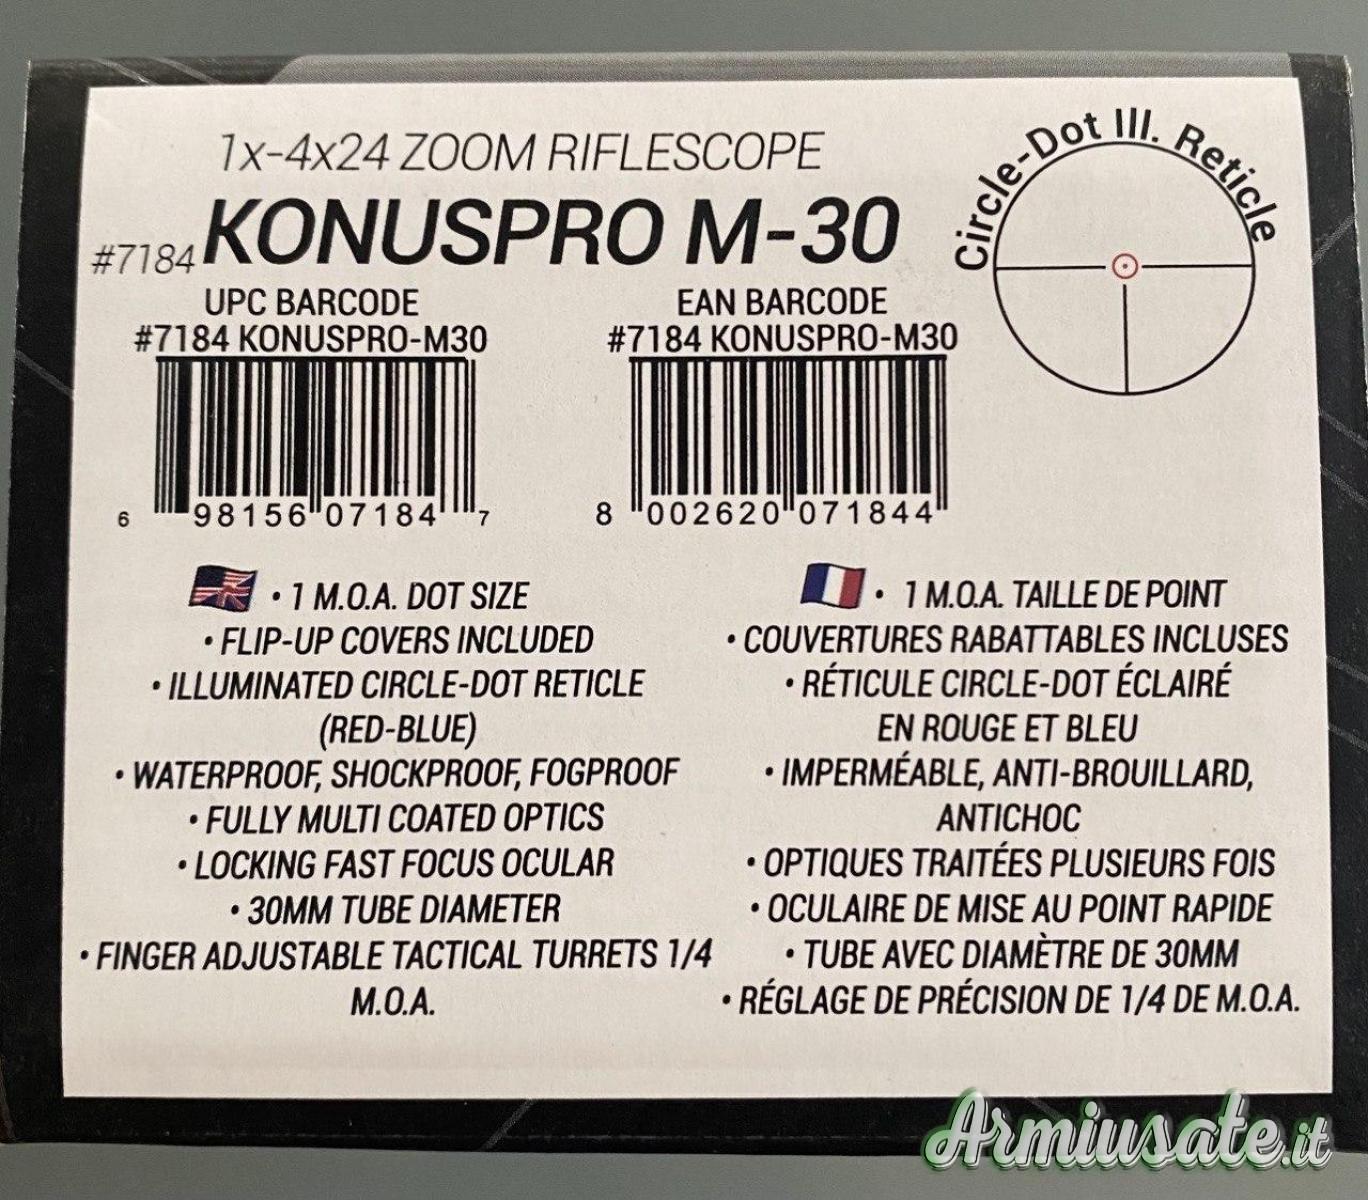 1x-4x24 ZOOM RIFLESCOPE
#7184 KONUSPRO M-30
Circle-Dot Ill. Reticle
UPC BARCODE
#7184 KONUSPRO-M30
6 98156 07184 7
EAN BARCODE
#7184 KONUSPRO-M30
8 002620 071844
• 1 M.O.A. DOT SIZE
• FLIP-UP COVERS INCLUDED
• ILLUMINATED CIRCLE-DOT RETICLE
(RED-BLUE)
• WATERPROOF, SHOCKPROOF, FOGPROOF
• FULLY MULTI COATED OPTICS
• LOCKING FAST FOCUS OCULAR
• 30MM TUBE DIAMETER
• FINGER ADJUSTABLE TACTICAL TURRETS 1/4
M.O.A.
• 1 M.O.A. TAILLE DE POINT
• COUVERTURES RABATTABLES INCLUSES
• RÉTICULE CIRCLE-DOT ÉCLAIRÉ
EN ROUGE ET BLEU
• IMPERMÉABLE, ANTI-BROUILLARD,
ANTICHOC
• OPTIQUES TRAITÉES PLUSIEURS FOIS
• OCULAIRE DE MISE AU POINT RAPIDE
• TUBE AVEC DIAMÈTRE DE 30MM
• RÉGLAGE DE PRÉCISION DE 1/4 DE M.O.A.
Armiusate.it